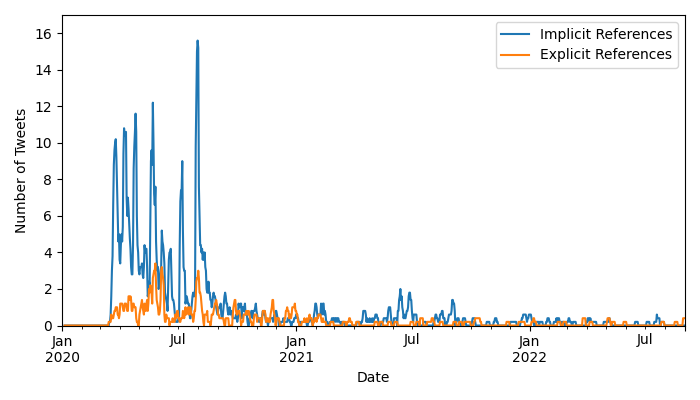 Implicit References
Explicit References
Number of Tweets
16
14
12
10
8
6
4
2
0
Jan
2020
Jul
Jan
2021
Jul
Jan
2022
Jul
Date